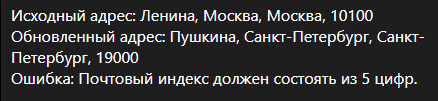 Исходный адрес: Ленина, Москва, Москва, 10100
Обновленный адрес: Пушкина, Санкт-Петербург, Санкт-
Петербург, 19000
Ошибка: Почтовый индекс должен состоять из 5 цифр.